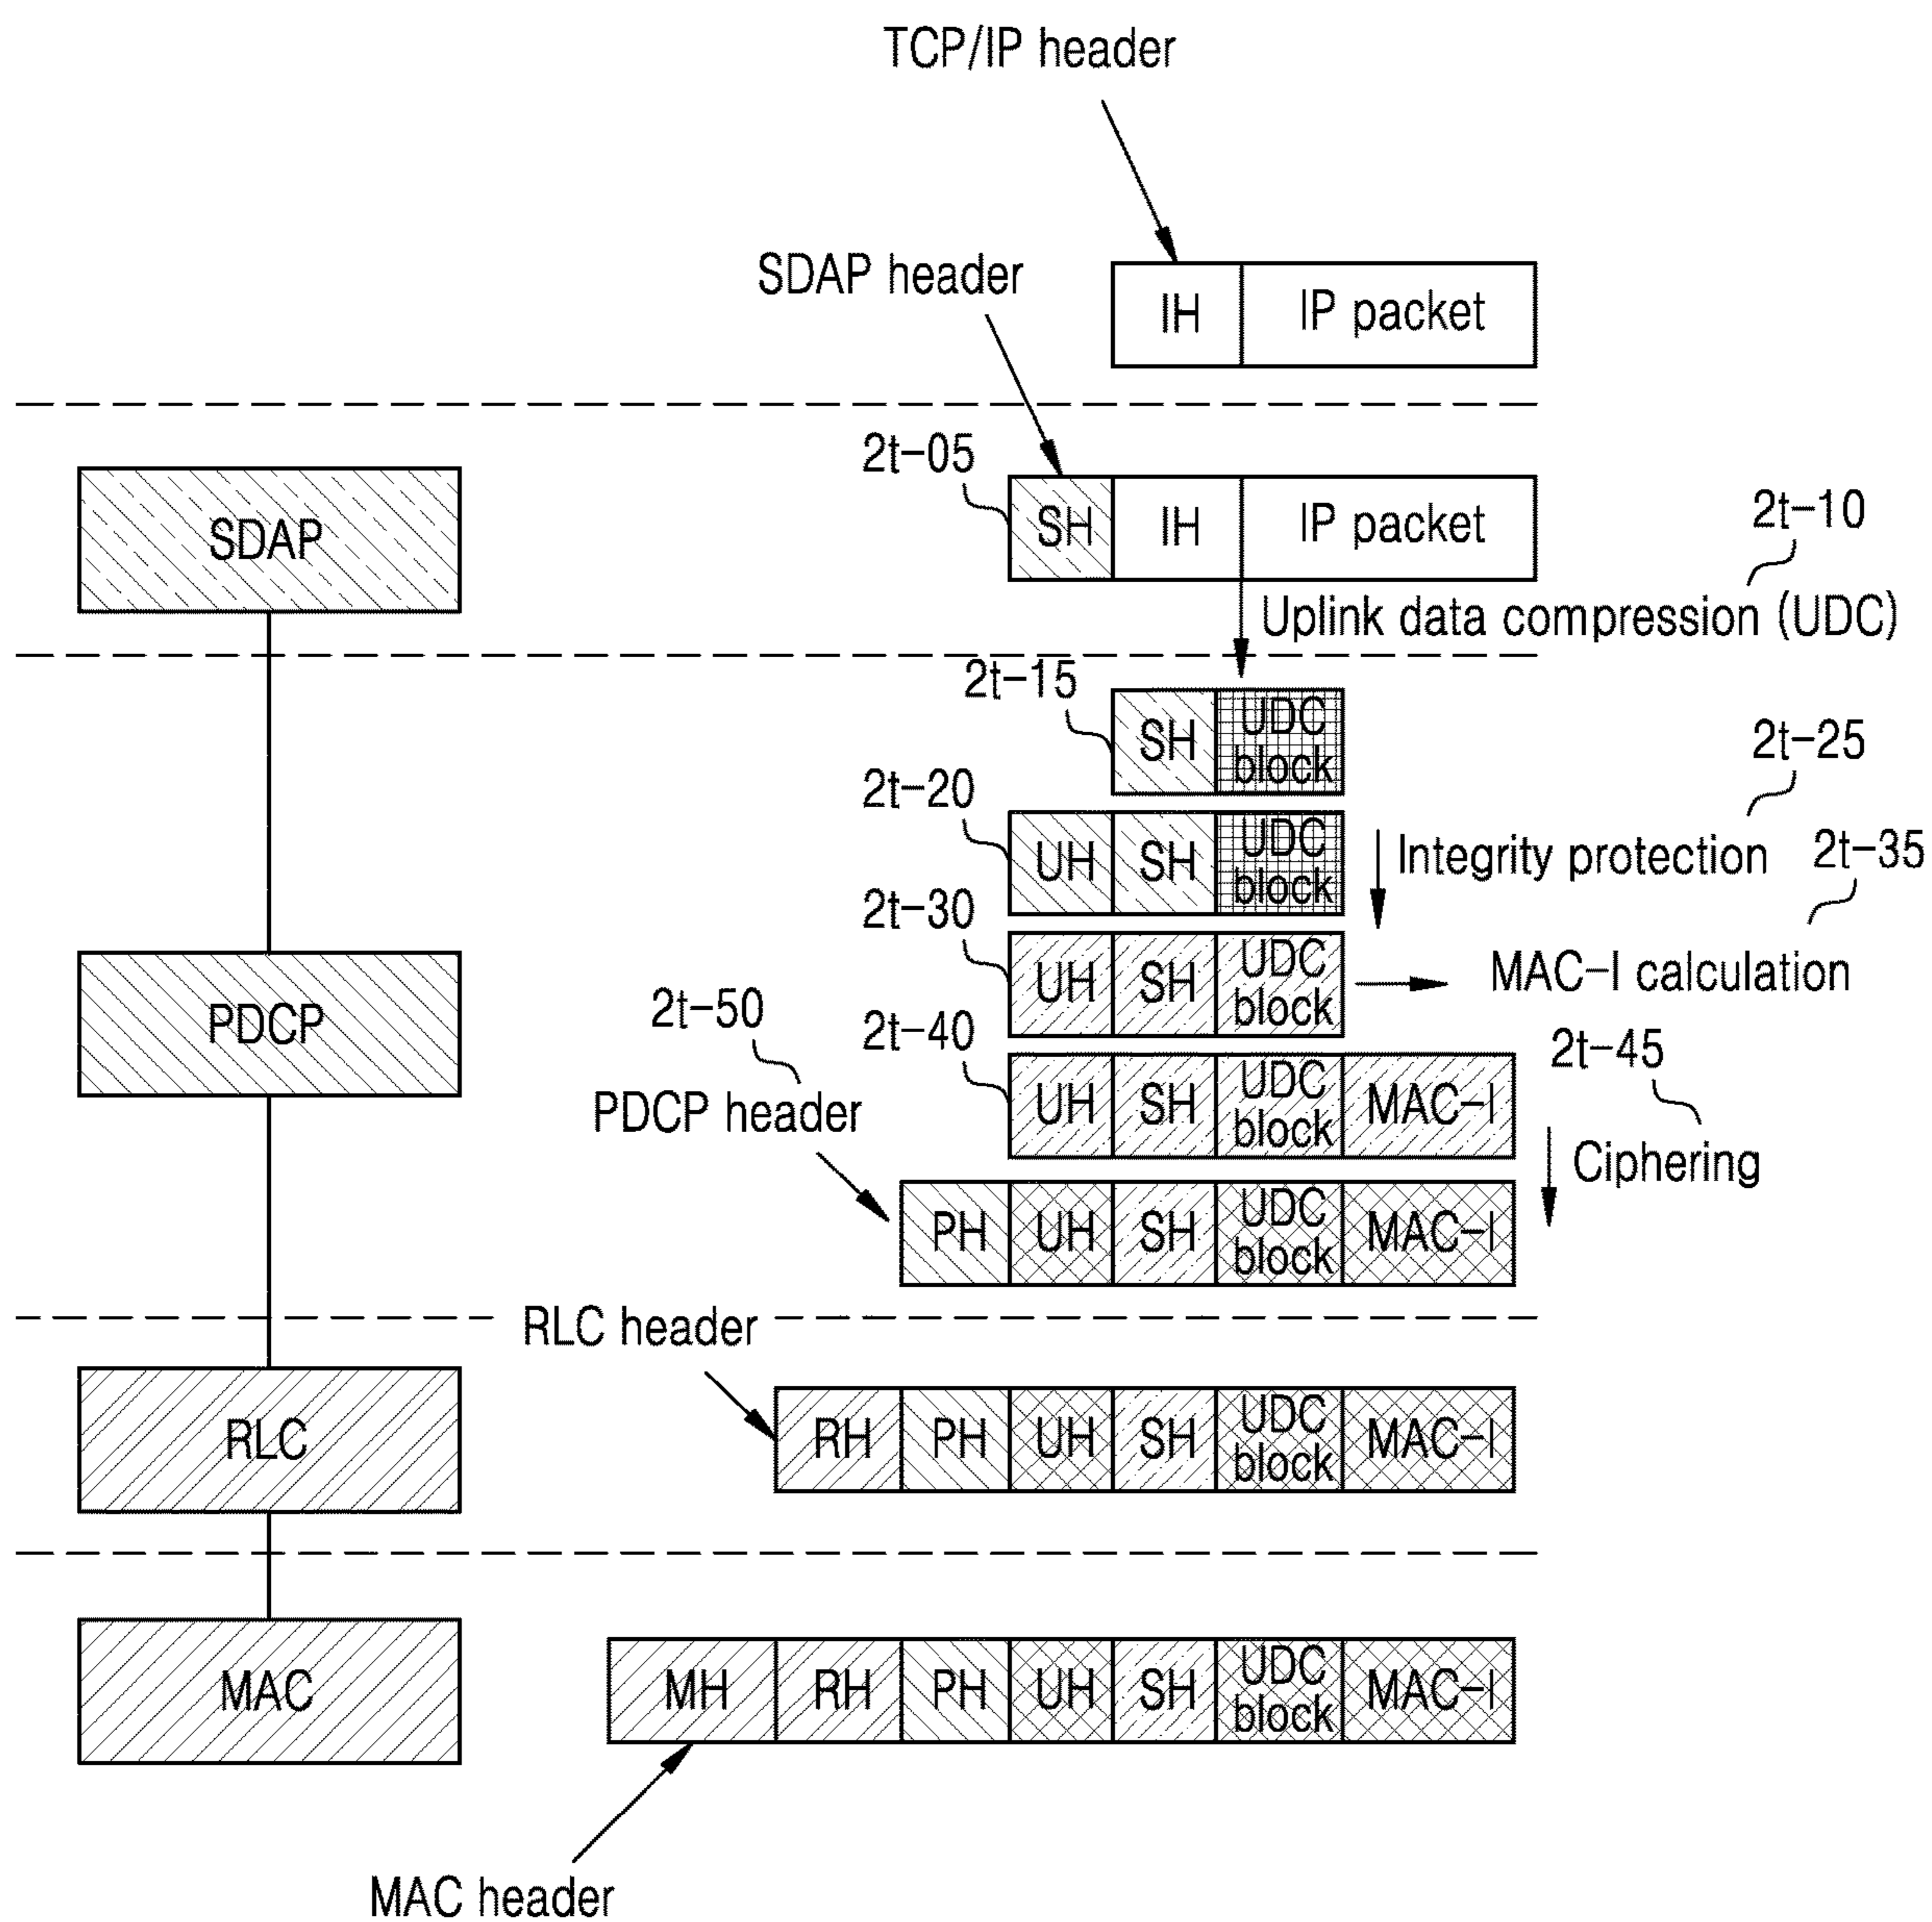 TCP/IP header
SDAP header
IH IP packet
2t-05
SDAP
SH IH IP packet
2t-10
Uplink data compression (UDC)
2t-15
SH UDC block
2t-25
2t-20
UH SH UDC block
Integrity protection
2t-35
2t-30
UH SH UDC block
MAC-I calculation
PDCP
2t-50
2t-40
2t-45
PDCP header
UH SH UDC block MAC-I
Ciphering
PH UH SH UDC block MAC-I
RLC header
RLC
RH PH UH SH UDC block MAC-I
MAC
MH RH PH UH SH UDC block MAC-I
MAC header